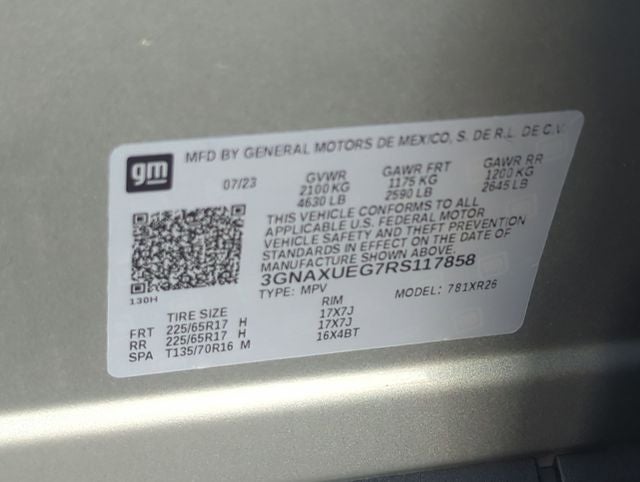 gm
MFD BY GENERAL MOTORS DE MEXICO, S. DE R.L. DE C.V.
07/23 GVWR GAWR FRT GAWR RR
2100 KG 1175 KG 1200 KG
4630 LB 2590 LB 2645 LB
THIS VEHICLE CONFORMS TO ALL
APPLICABLE U.S. FEDERAL MOTOR
VEHICLE SAFETY AND THEFT PREVENTION
STANDARDS IN EFFECT ON THE DATE OF
MANUFACTURE SHOWN ABOVE.
3GNAXUEG7RS117858
130H
TYPE: MPV MODEL: 781XR26
TIRE SIZE RIM
FRT 225/65R17 H 17X7J
RR 225/65R17 H 17X7J
SPA T135/70R16 M 16X4BT